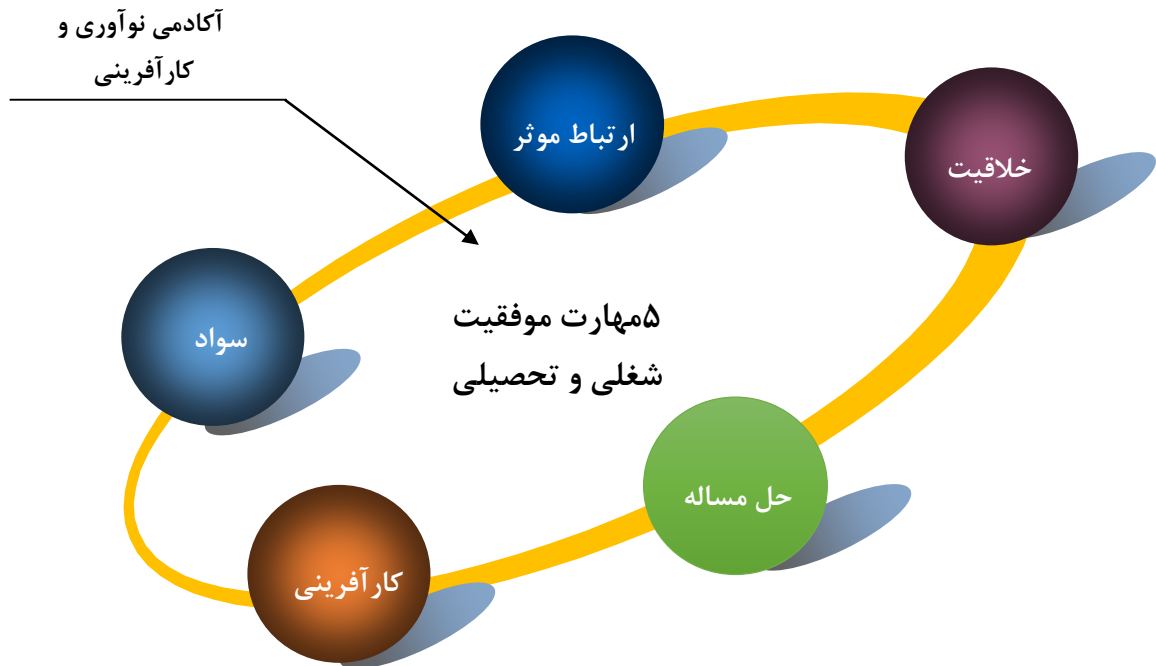 آکادمی نوآوری و
کارآفرینی
ارتباط موثر
خلاقیت
سواد
۵مهارت موفقیت
شغلی و تحصیلی
حل مساله
کارآفرینی